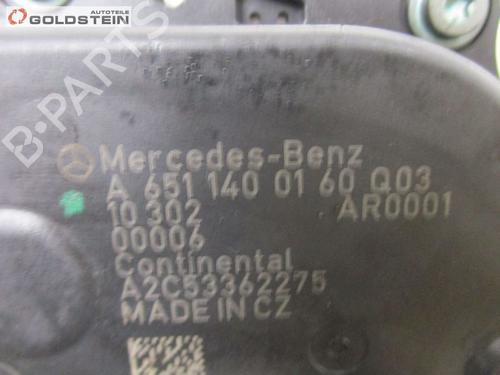 Autoteile
GOLDSTEIN
B-PARTS
Mercedes-Benz
A 651 140 01 60 Q03
10 302 AR0001
00006
Continental
A2C53362275
MADE IN CZ